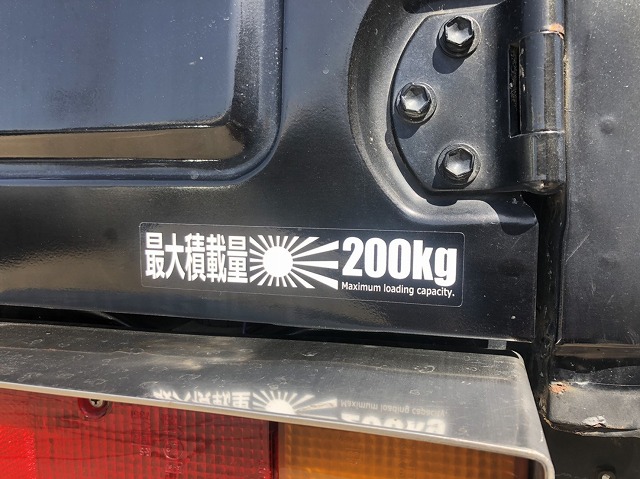 最大積載量 200kg
Maximum loading capacity.